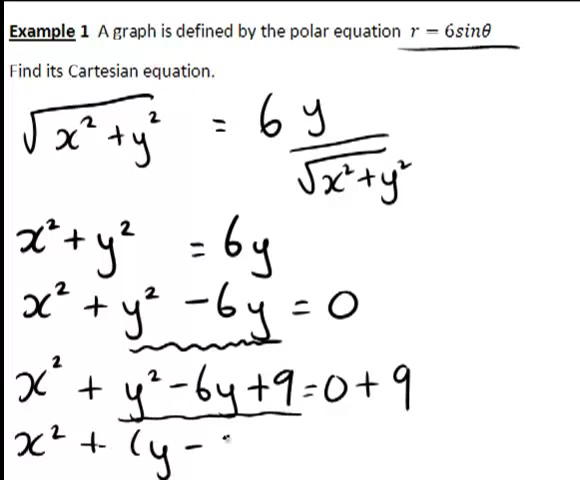 Example 1 A graph is defined by the polar equation r = 6sinθ
Find its Cartesian equation.
√(x² + y²) = 6 y/√(x² + y²)
x² + y² = 6y
x² + y² - 6y = 0
x² + y² - 6y + 9 = 0 + 9
x² + (y -